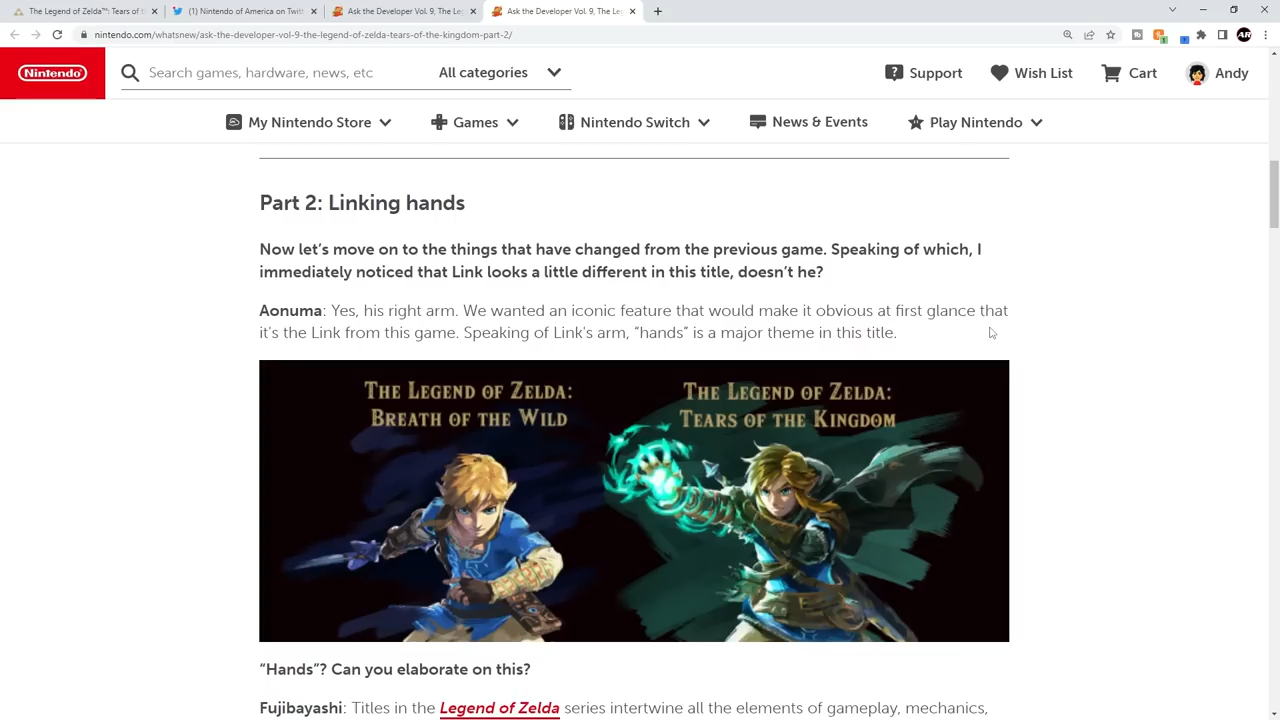 The Legend of Zelda™: Tears of t
(1) Nintendo of America on Twitt
Ask the Developer Vol. 9, The Leg
Ask the Developer Vol. 9, The Leg
nintendo.com/whatsnew/ask-the-developer-vol-9-the-legend-of-zelda-tears-of-the-kingdom-part-2/
AR
Nintendo
Search games, hardware, news, etc
All categories
Support
Wish List
Cart
Andy
My Nintendo Store
Games
Nintendo Switch
News & Events
Play Nintendo
Part 2: Linking hands
Now let’s move on to the things that have changed from the previous game. Speaking of which, I
immediately noticed that Link looks a little different in this title, doesn’t he?
Aonuma: Yes, his right arm. We wanted an iconic feature that would make it obvious at first glance that
it's the Link from this game. Speaking of Link's arm, “hands” is a major theme in this title.
The Legend of Zelda:
Breath of the Wild
The Legend of Zelda:
Tears of the Kingdom
“Hands”? Can you elaborate on this?
Fujibayashi: Titles in the Legend of Zelda series intertwine all the elements of gameplay, mechanics,